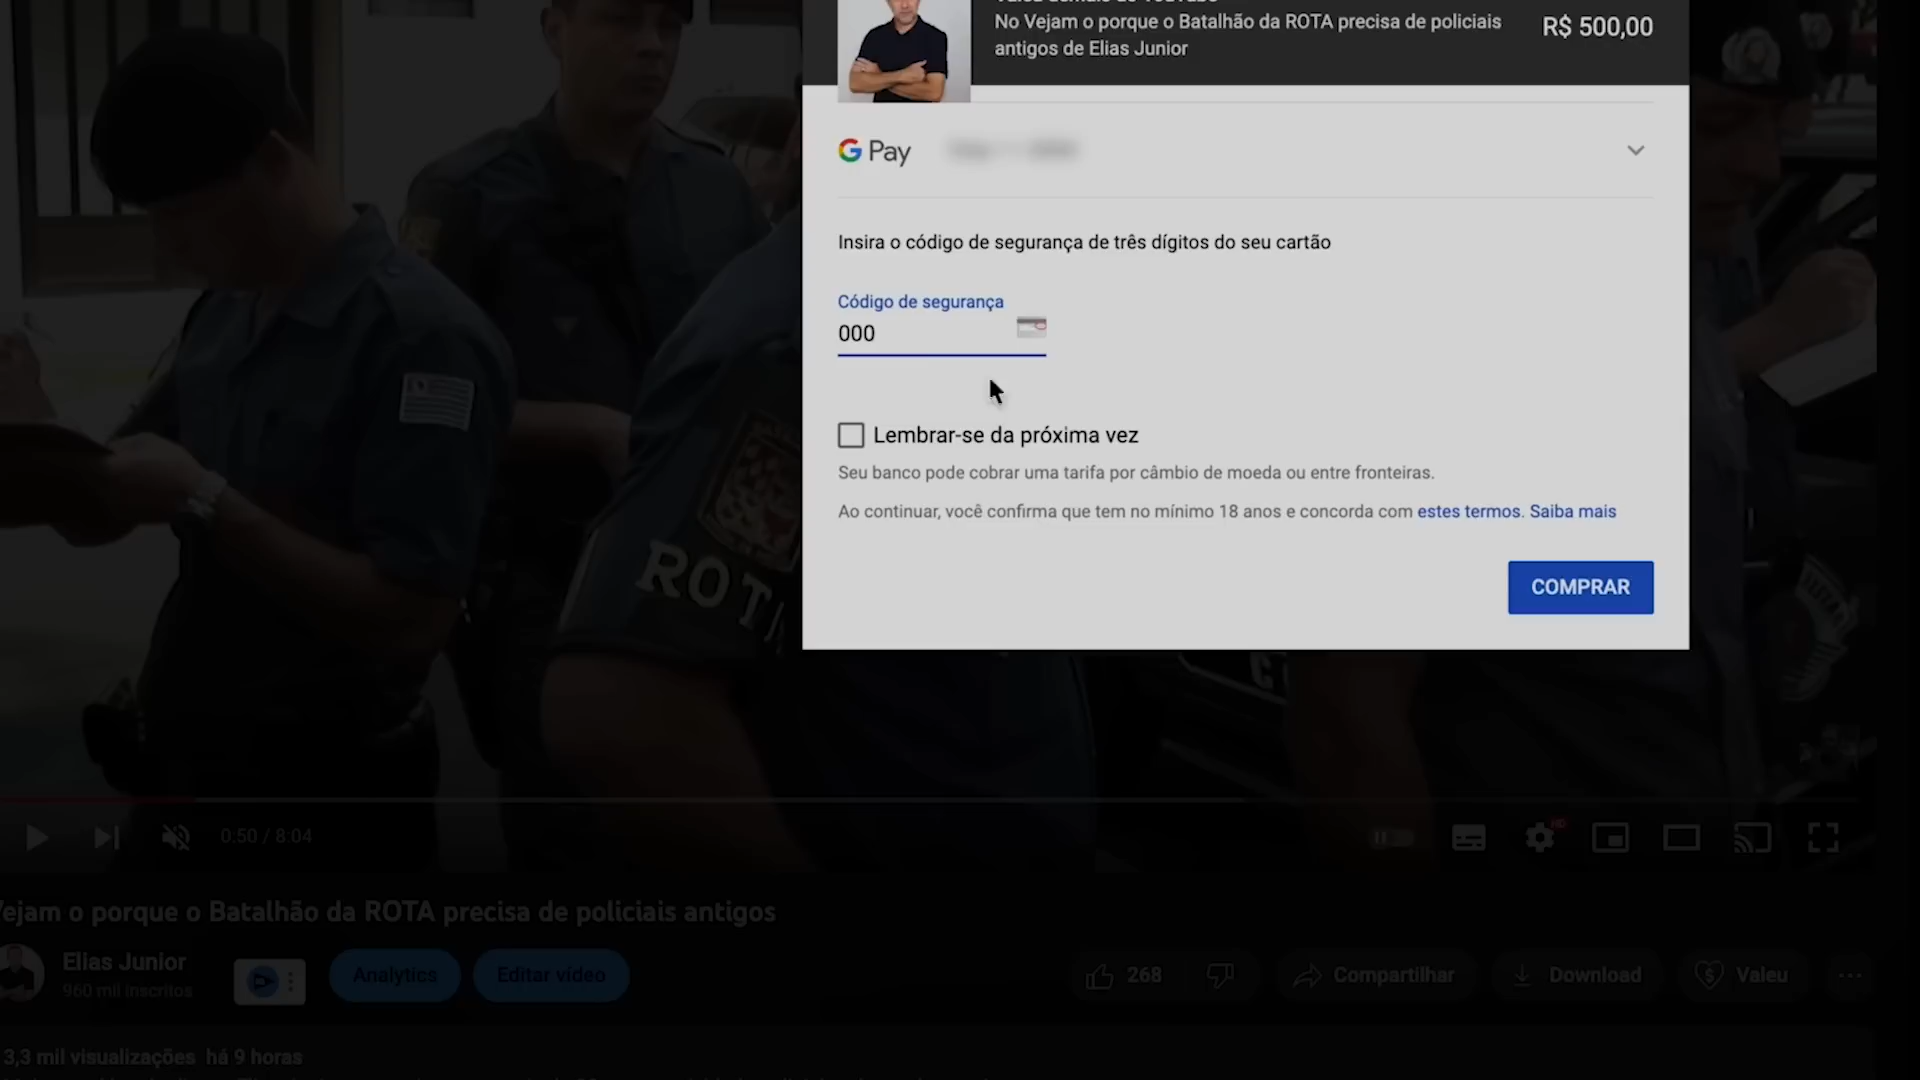 No Vejam o porque o Batalhão da ROTA precisa de policiais
antigos de Elias Junior
R$ 500,00
G Pay
Insira o código de segurança de três dígitos do seu cartão
Código de segurança
000
Lembrar-se da próxima vez
Seu banco pode cobrar uma tarifa por câmbio de moeda ou entre fronteiras.
Ao continuar, você confirma que tem no mínimo 18 anos e concorda com estes termos. Saiba mais
COMPRAR
ROTA
0:50 / 8:04
HD
Vejam o porque o Batalhão da ROTA precisa de policiais antigos
Elias Junior
960 mil inscritos
Analytics
Editar vídeo
268
Compartilhar
Download
Valeu
3,3 mil visualizações há 9 horas